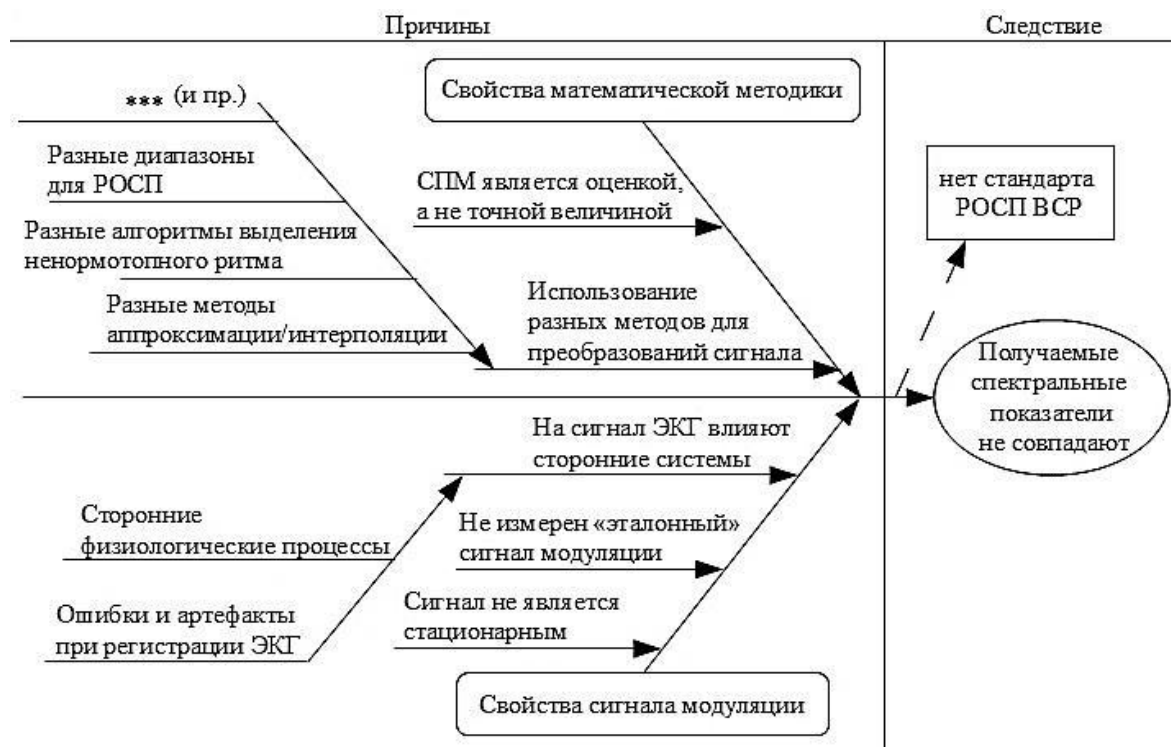 Причины
Следствие
*** (и пр.)
Разные диапазоны
для РОСП
Разные алгоритмы выделения
ненормотопного ритма
Разные методы
аппроксимации/интерполяции
Свойства математической методики
СПМ является оценкой,
а не точной величиной
Использование
разных методов для
преобразований сигнала
нет стандарта
РОСП ВСР
Получаемые
спектральные
показатели
не совпадают
На сигнал ЭКГ влияют
сторонние системы
Сторонние
физиологические процессы
Не измерен «эталонный»
сигнал модуляции
Ошибки и артефакты
при регистрации ЭКГ
Сигнал не является
стационарным
Свойства сигнала модуляции